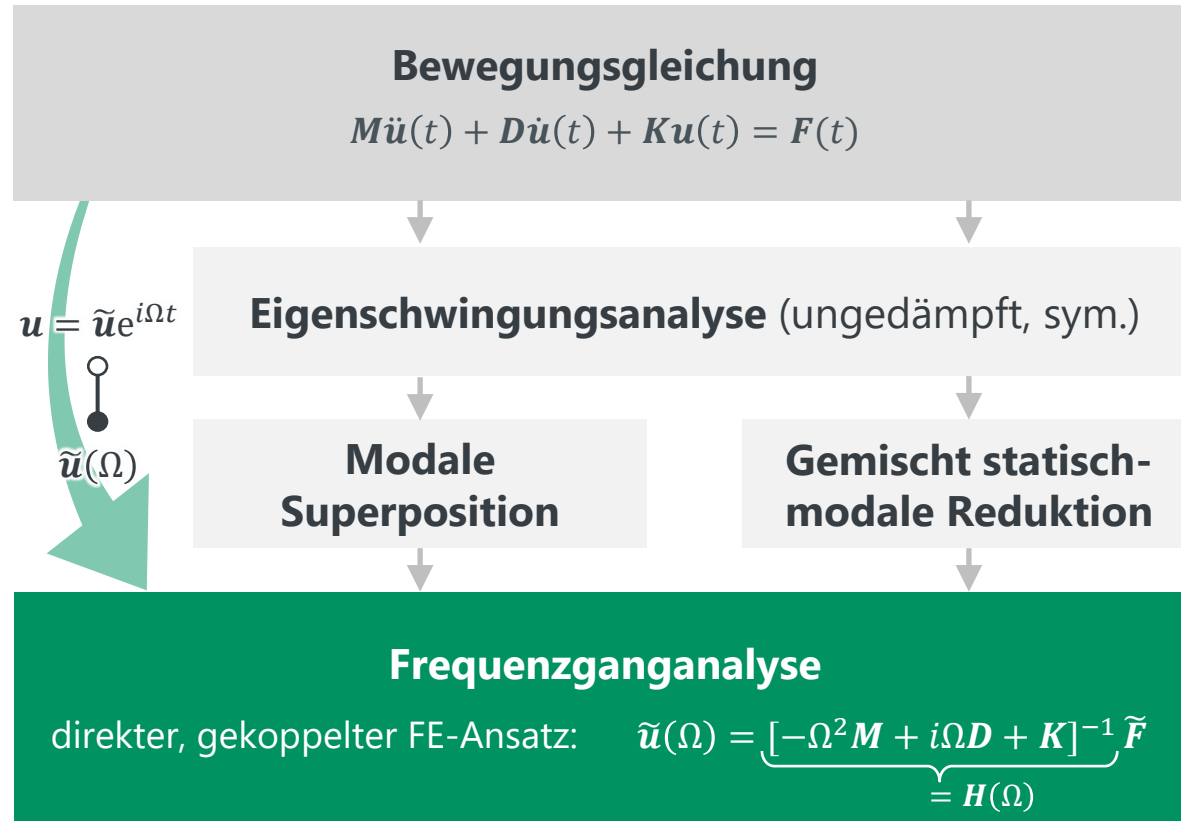 Bewegungsgleichung
Mü(t) + Du̇(t) + Ku(t) = F(t)
u = ũe^{iΩt}
ũ(Ω)
Eigenschwingungsanalyse (ungedämpft, sym.)
Modale
Superposition
Gemischt statisch-
modale Reduktion
Frequenzganganalyse
direkter, gekoppelter FE-Ansatz: ũ(Ω) = [−Ω²M + iΩD + K]⁻¹ F̃
= H(Ω)